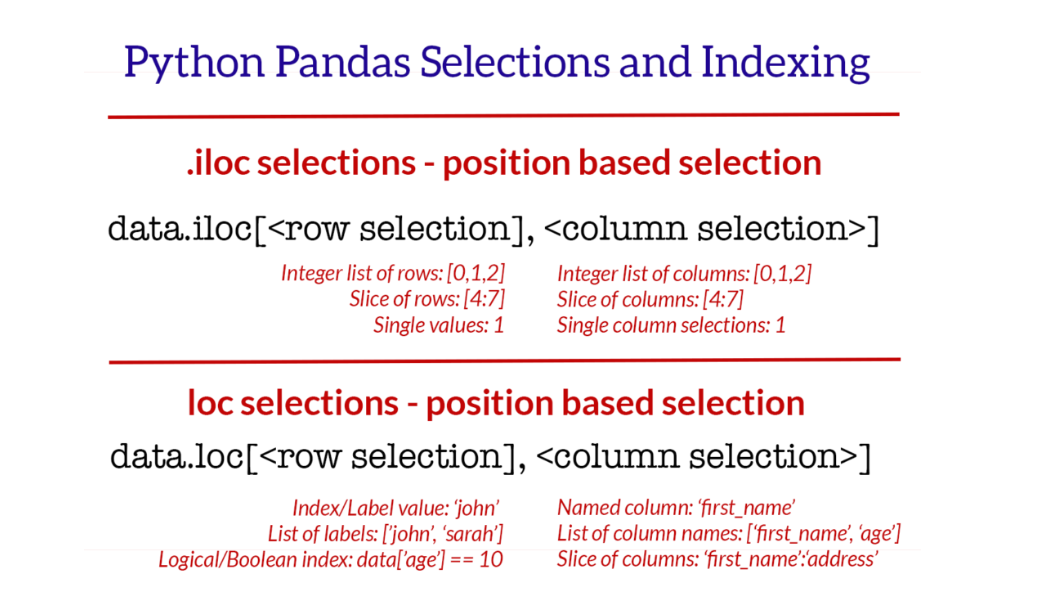 Python Pandas Selections and Indexing
.iloc selections - position based selection
data.iloc[<row selection], <column selection>]
Integer list of rows: [0,1,2]
Slice of rows: [4:7]
Single values: 1
Integer list of columns: [0,1,2]
Slice of columns: [4:7]
Single column selections: 1
loc selections - position based selection
data.loc[<row selection], <column selection>]
Index/Label value: ‘john’
List of labels: [’john’, ‘sarah’]
Logical/Boolean index: data[’age’] == 10
Named column: ‘first_name’
List of column names: [‘first_name’, ‘age’]
Slice of columns: ‘first_name’:‘address’